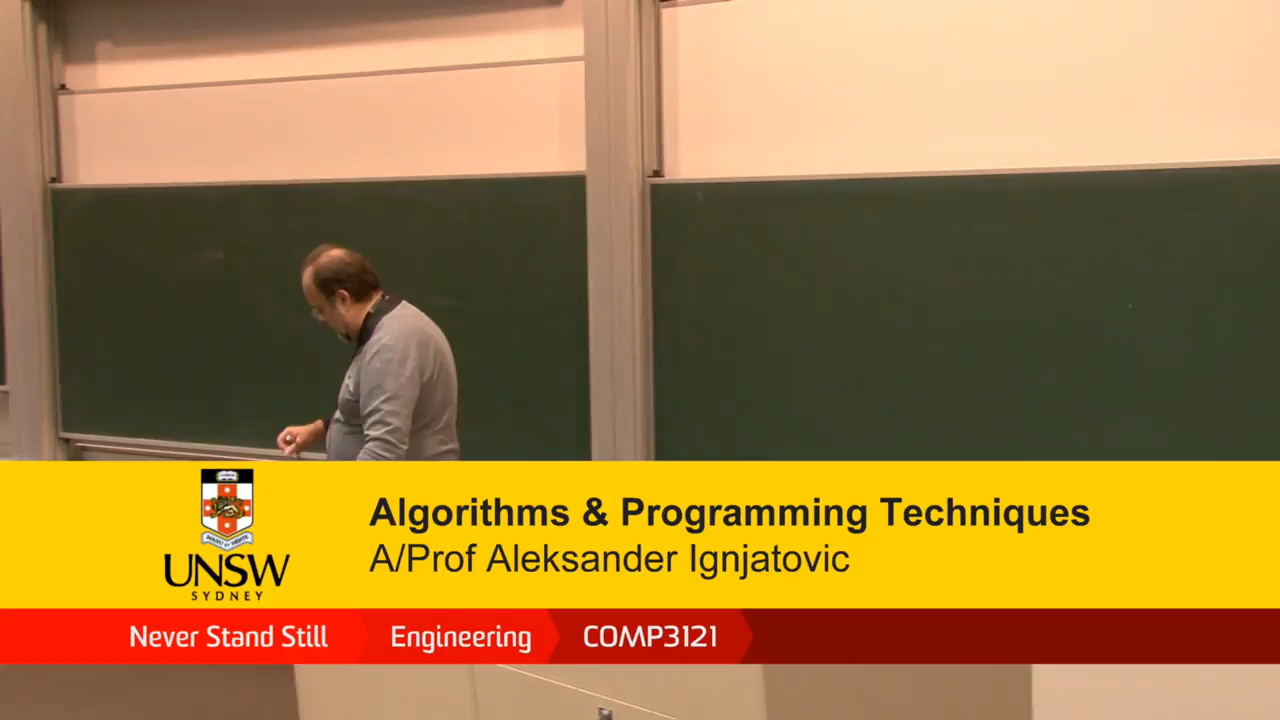 Algorithms & Programming Techniques
A/Prof Aleksander Ignjatovic
UNSW
SYDNEY
Never Stand Still
Engineering
COMP3121